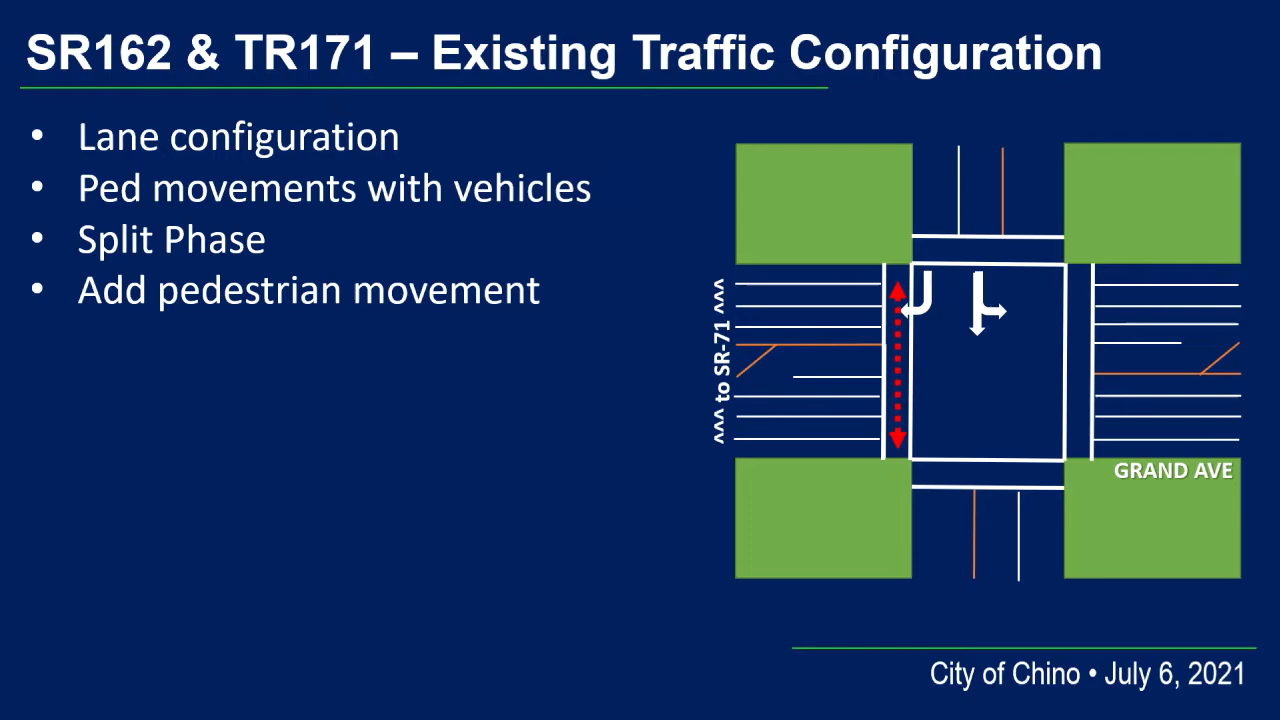 SR162 & TR171 – Existing Traffic Configuration
• Lane configuration
• Ped movements with vehicles
• Split Phase
• Add pedestrian movement
^^^ to SR-71 ^^^
GRAND AVE
City of Chino • July 6, 2021